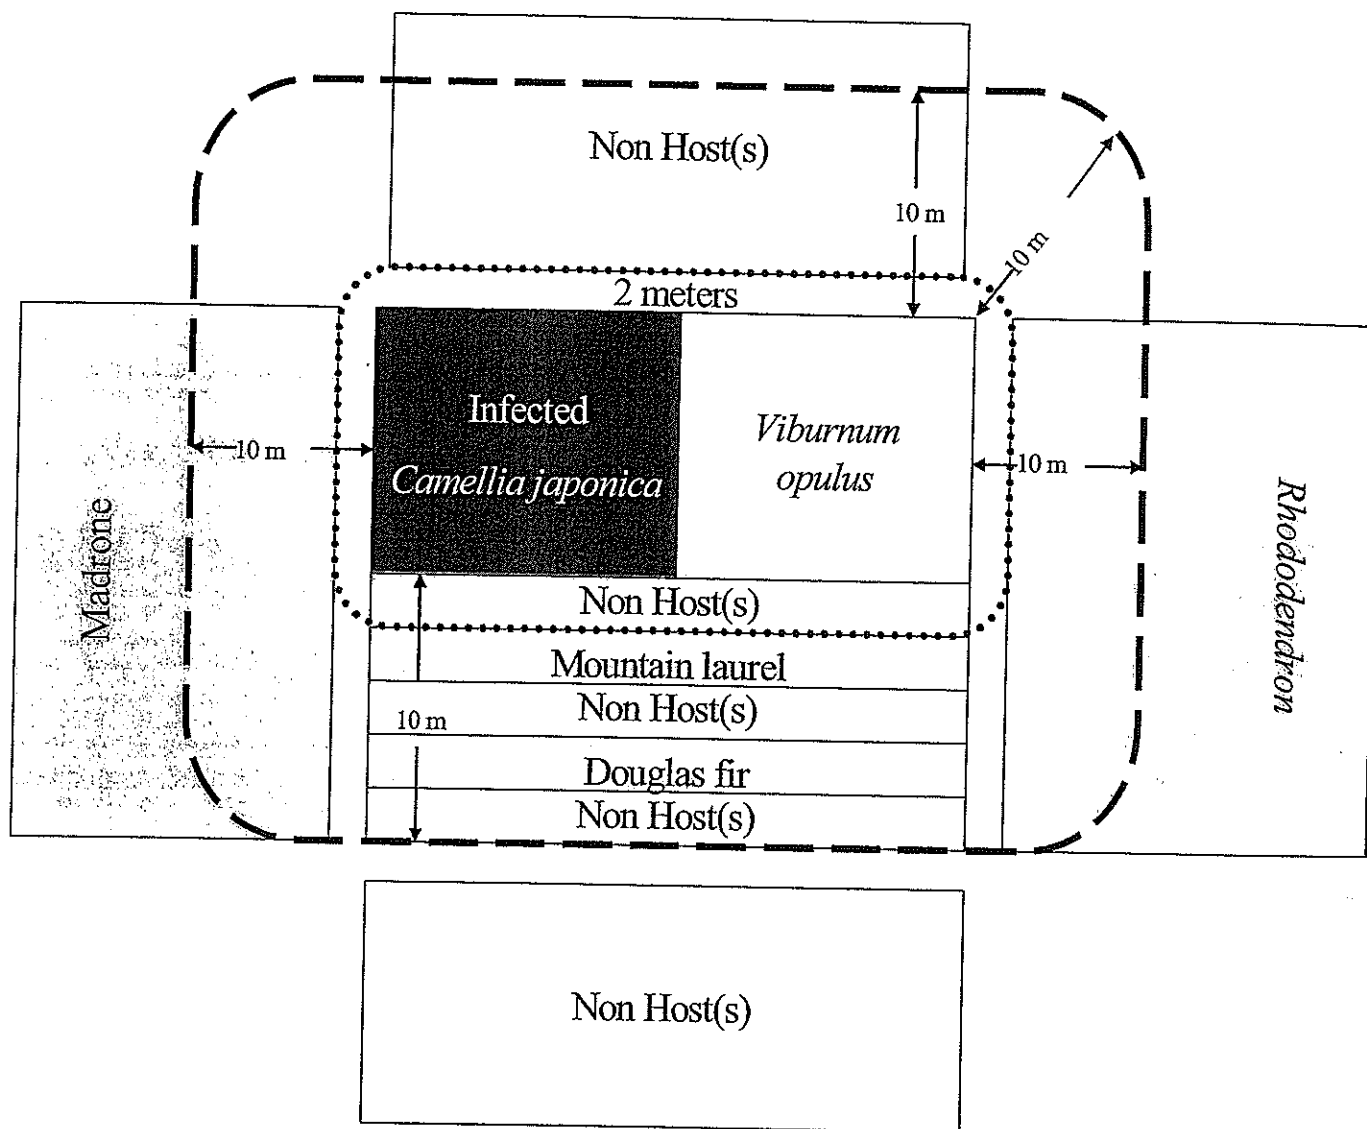 Non Host(s)
10 m
10 m
2 meters
Infected
Camellia japonica
Viburnum
opulus
10 m
10 m
Madrone
Rhododendron
Non Host(s)
Mountain laurel
Non Host(s)
10 m
Douglas fir
Non Host(s)
Non Host(s)